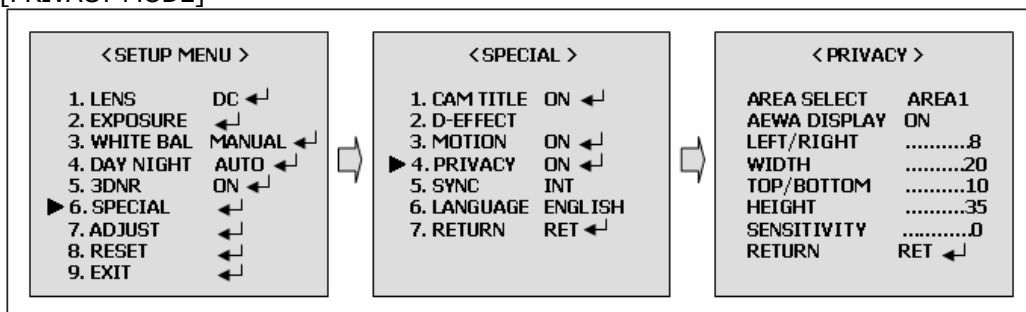 [PRIVACY MODE]
< SETUP MENU >
1. LENS DC
2. EXPOSURE
3. WHITE BAL MANUAL
4. DAY NIGHT AUTO
5. 3DNR ON
6. SPECIAL
7. ADJUST
8. RESET
9. EXIT
< SPECIAL >
1. CAM TITLE ON
2. D-EFFECT
3. MOTION ON
4. PRIVACY ON
5. SYNC INT
6. LANGUAGE ENGLISH
7. RETURN RET
< PRIVACY >
AREA SELECT AREA1
AEWA DISPLAY ON
LEFT/RIGHT ..........8
WIDTH ..........20
TOP/BOTTOM ..........10
HEIGHT ..........35
SENSITIVITY ...........0
RETURN RET